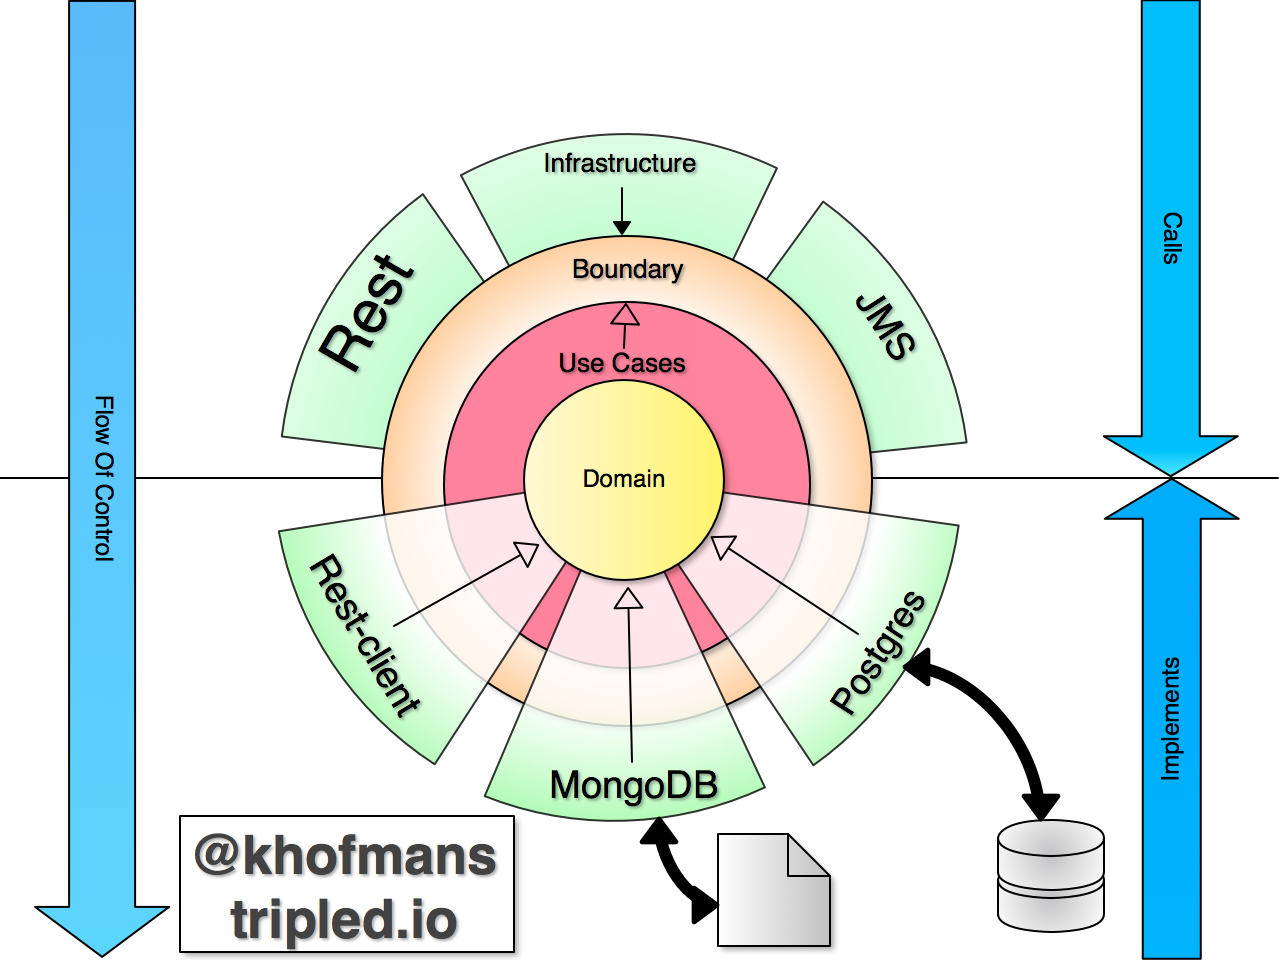 Infrastructure
Boundary
Use Cases
Domain
Rest
JMS
Rest-client
MongoDB
Postgres
Flow Of Control
Calls
Implements
@khofmans
tripled.io